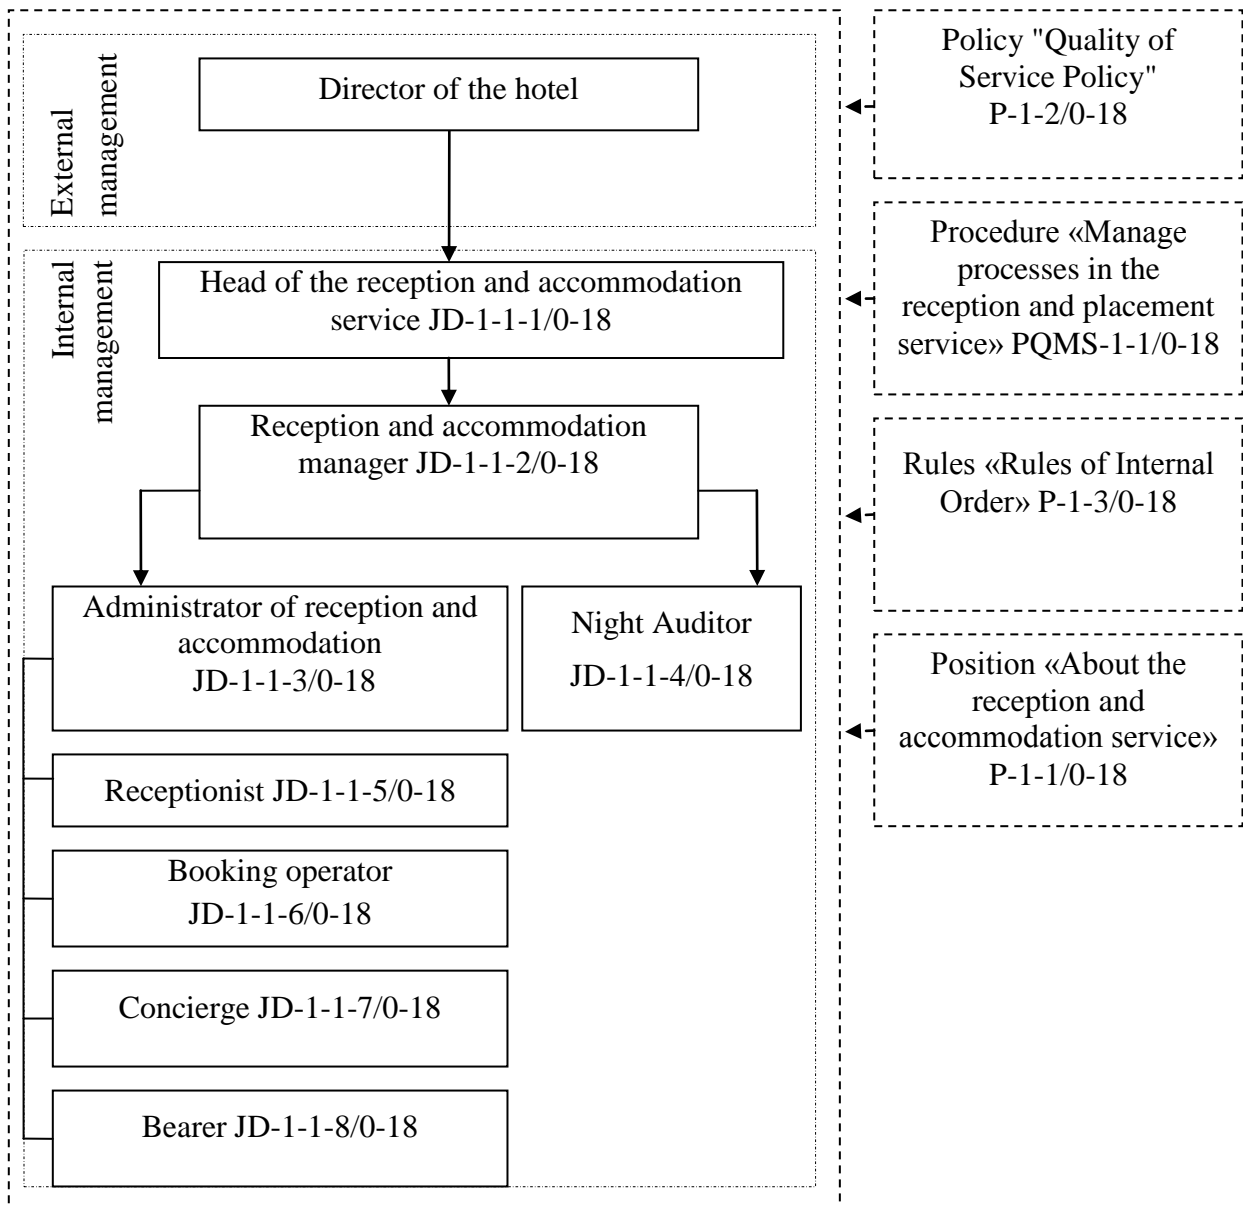 External
management
Director of the hotel
Internal
management
Head of the reception and accommodation
service JD-1-1-1/0-18
Reception and accommodation
manager JD-1-1-2/0-18
Administrator of reception and
accommodation
JD-1-1-3/0-18
Night Auditor
JD-1-1-4/0-18
Receptionist JD-1-1-5/0-18
Booking operator
JD-1-1-6/0-18
Concierge JD-1-1-7/0-18
Bearer JD-1-1-8/0-18
Policy "Quality of
Service Policy"
P-1-2/0-18
Procedure «Manage
processes in the
reception and placement
service» PQMS-1-1/0-18
Rules «Rules of Internal
Order» P-1-3/0-18
Position «About the
reception and
accommodation service»
P-1-1/0-18